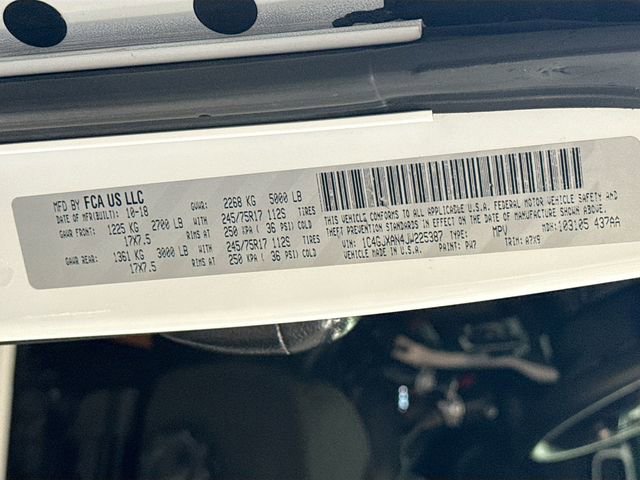 MFD BY FCA US LLC
DATE OF MFR(BUILT): 10-18 GVWR: 2268 KG 5000 LB
GAWR FRONT: 1225 KG 2700 LB 245/75R17 112S TIRES
17X7.5 RIMS AT 250 KPA ( 36 PSI) COLD
GAWR REAR: 1361 KG 3000 LB 245/75R17 112S TIRES
17X7.5 RIMS AT 250 KPA ( 36 PSI) COLD
THIS VEHICLE CONFORMS TO ALL APPLICABLE U.S.A. FEDERAL MOTOR VEHICLE SAFETY AND
THEFT PREVENTION STANDARDS IN EFFECT ON THE DATE OF MANUFACTURE SHOWN ABOVE.
VIN: 1C4GJXAN4JW225387 TYPE: MPV MDH: 103105 437AA
VEHICLE MADE IN U.S.A. PAINT: PW7 TRIM: A7X9